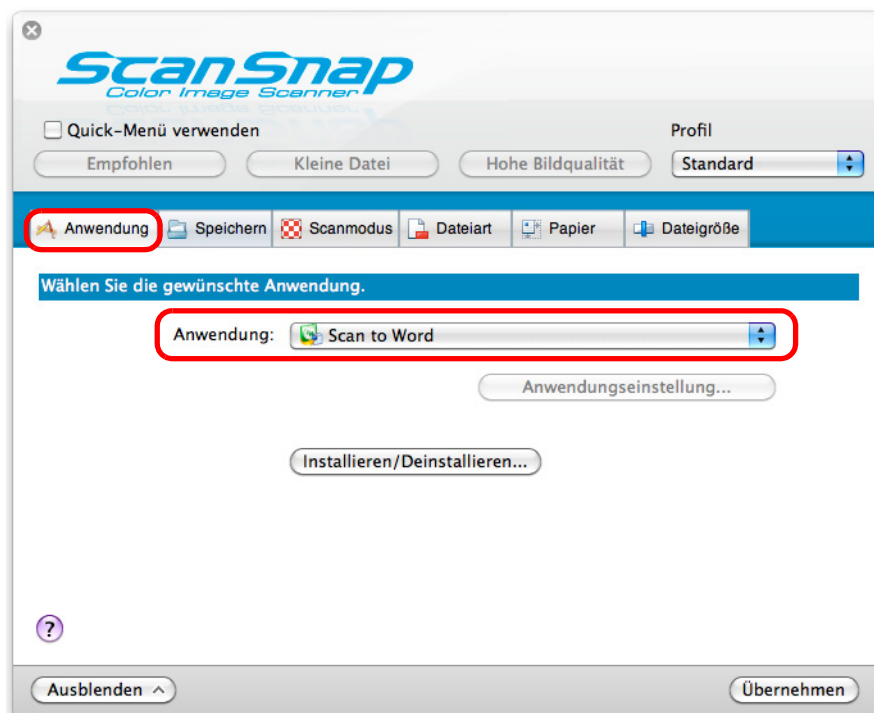 ScanSnap
Color Image Scanner
Quick-Menü verwenden
Profil
Empfohlen Kleine Datei Hohe Bildqualität Standard
Anwendung Speichern Scanmodus Dateiart Papier Dateigröße
Wählen Sie die gewünschte Anwendung.
Anwendung: Scan to Word
Anwendungseinstellung...
Installieren/Deinstallieren...
?
Ausblenden Übernehmen